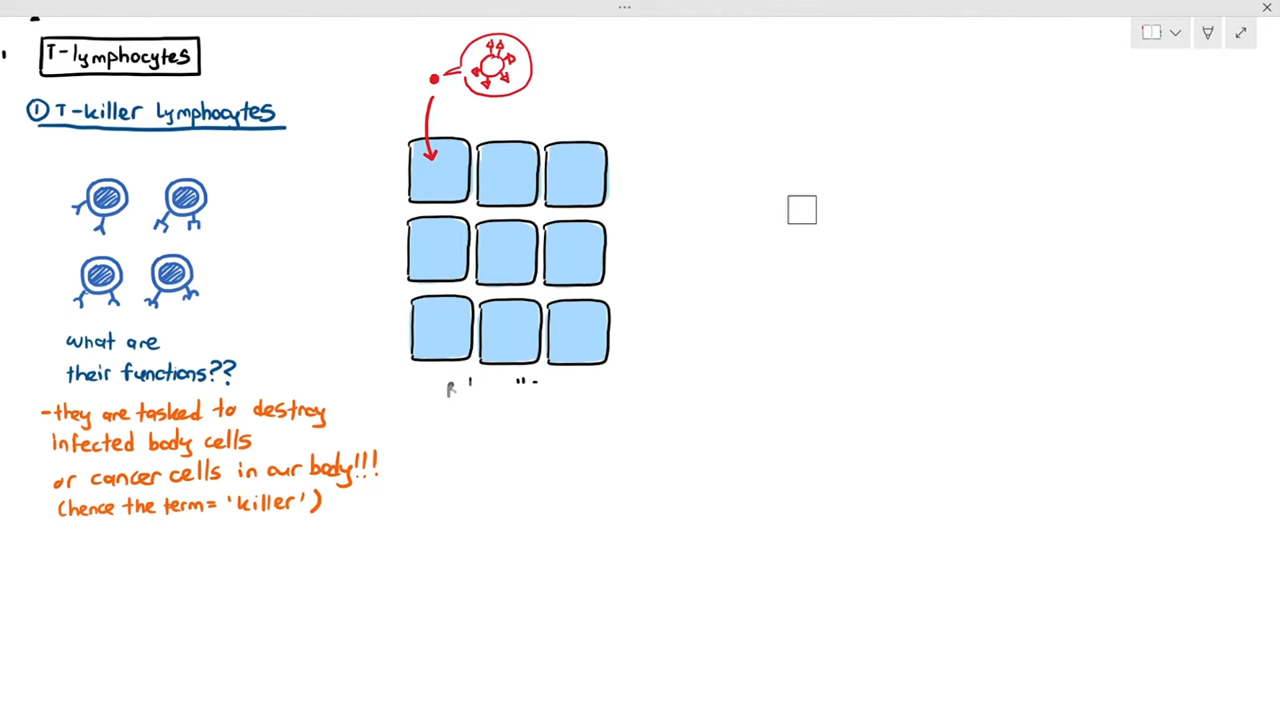 T-lymphocytes
① T-killer lymphocytes
what are
their functions??
-they are tasked to destroy
infected body cells
or cancer cells in our body!!!
(hence the term= 'killer')